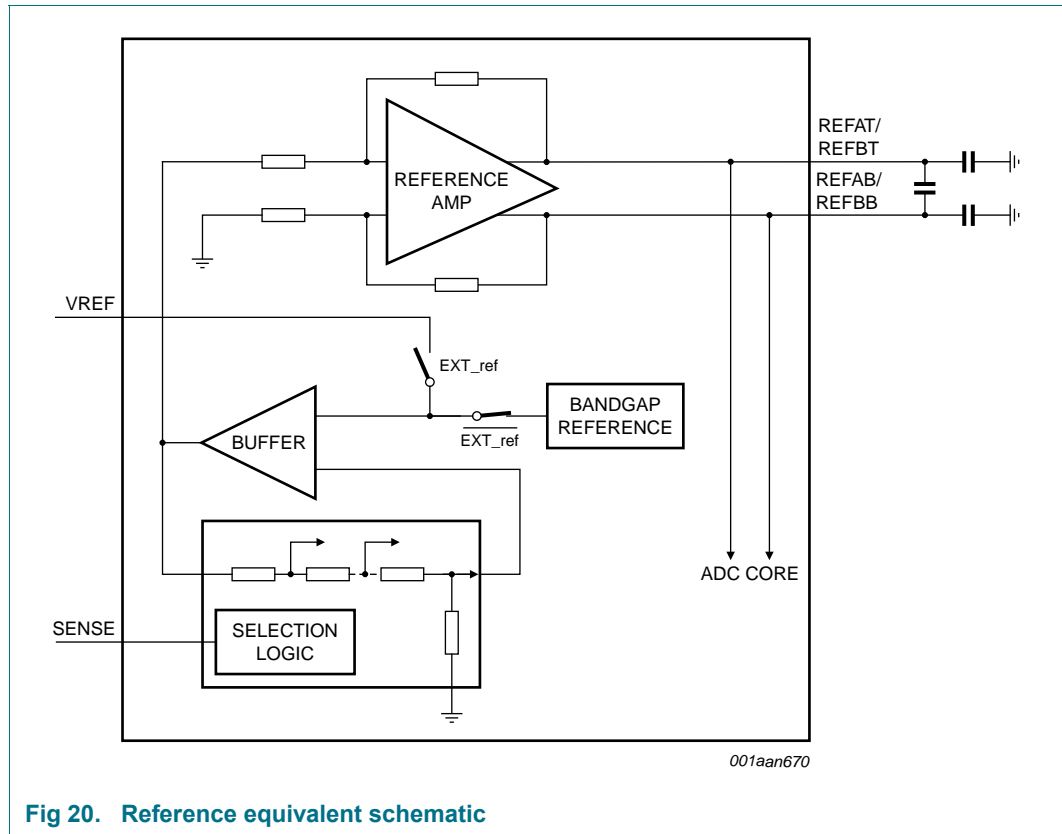 REFAT/
REFBT
REFERENCE
AMP
REFAB/
REFBB
VREF
EXT_ref
BANDGAP
REFERENCE
EXT_ref
BUFFER
ADC CORE
SENSE
SELECTION
LOGIC
001aan670
Fig 20. Reference equivalent schematic